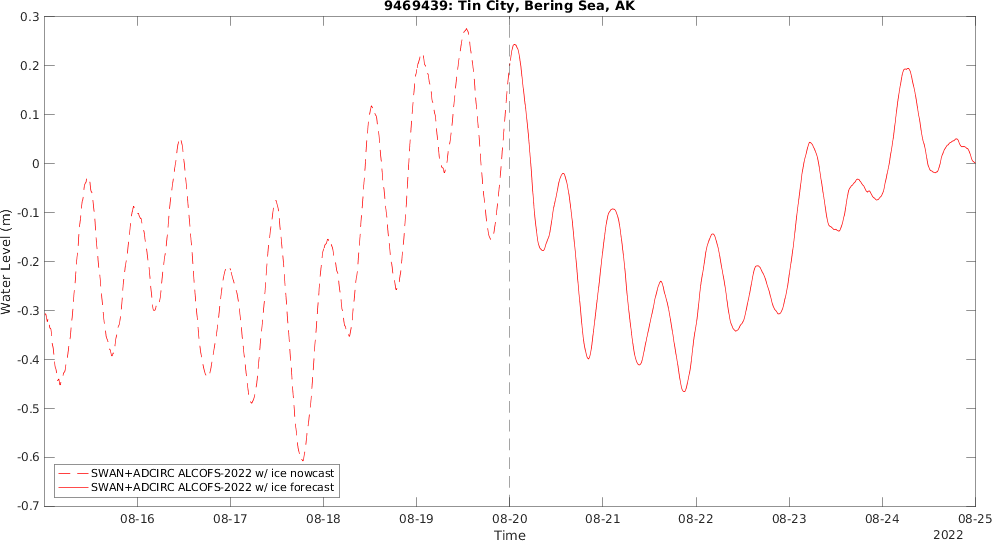 9469439: Tin City, Bering Sea, AK
0.3
0.2
0.1
0
-0.1
-0.2
-0.3
-0.4
-0.5
-0.6
-0.7
Water Level (m)
SWAN+ADCIRC ALCOFS-2022 w/ ice nowcast
SWAN+ADCIRC ALCOFS-2022 w/ ice forecast
08-16 08-17 08-18 08-19 08-20 08-21 08-22 08-23 08-24 08-25
Time
2022